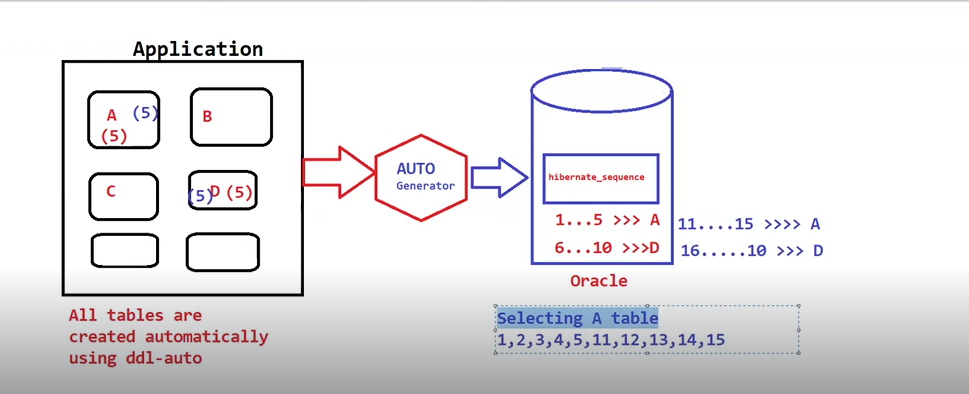 Application
A (5)
(5)
B
C
(5)D(5)
AUTO
Generator
hibernate_sequence
1...5 >>> A
6...10 >>>D
11....15 >>>> A
16.....10 >>> D
Oracle
All tables are
created automatically
using ddl-auto
Selecting A table
1,2,3,4,5,11,12,13,14,15